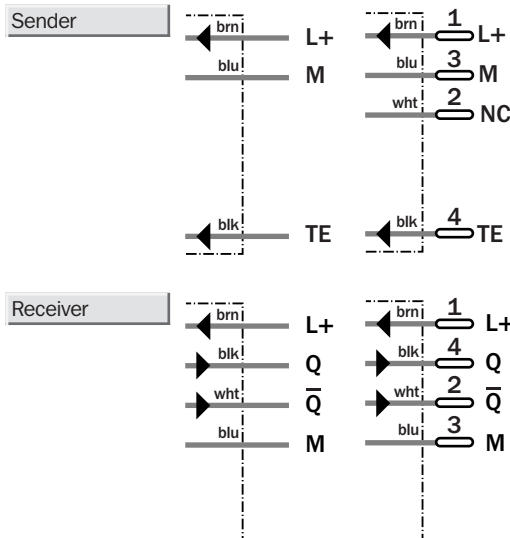 Sender
brn L+ brn 1 L+
blu M blu 3 M
wht 2 NC
blk TE blk 4 TE
Receiver
brn L+ brn 1 L+
blk Q blk 4 Q
wht Q̅ wht 2 Q̅
blu M blu 3 M